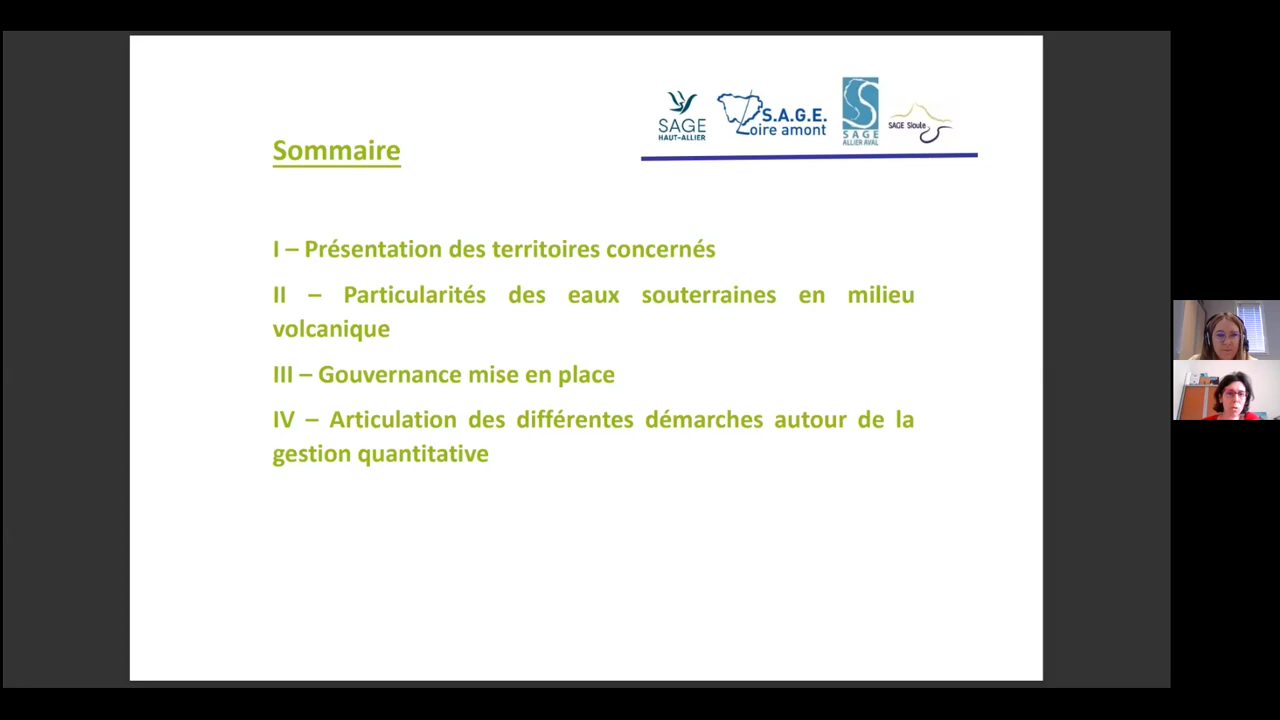 SAGE
HAUT-ALLIER
S.A.G.E.
Loire amont
SAGE
ALLIER AVAL
SAGE Sioule
Sommaire
I – Présentation des territoires concernés
II – Particularités des eaux souterraines en milieu
volcanique
III – Gouvernance mise en place
IV – Articulation des différentes démarches autour de la
gestion quantitative